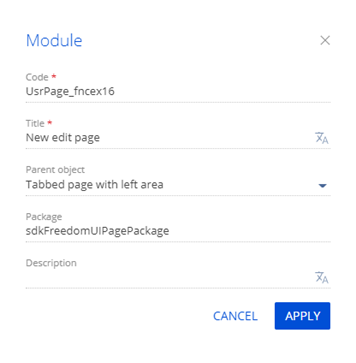 Module
Code *
UsrPage_fncex16
Title *
New edit page
Parent object
Tabbed page with left area
Package
sdkFreedomUIPagePackage
Description
CANCEL APPLY